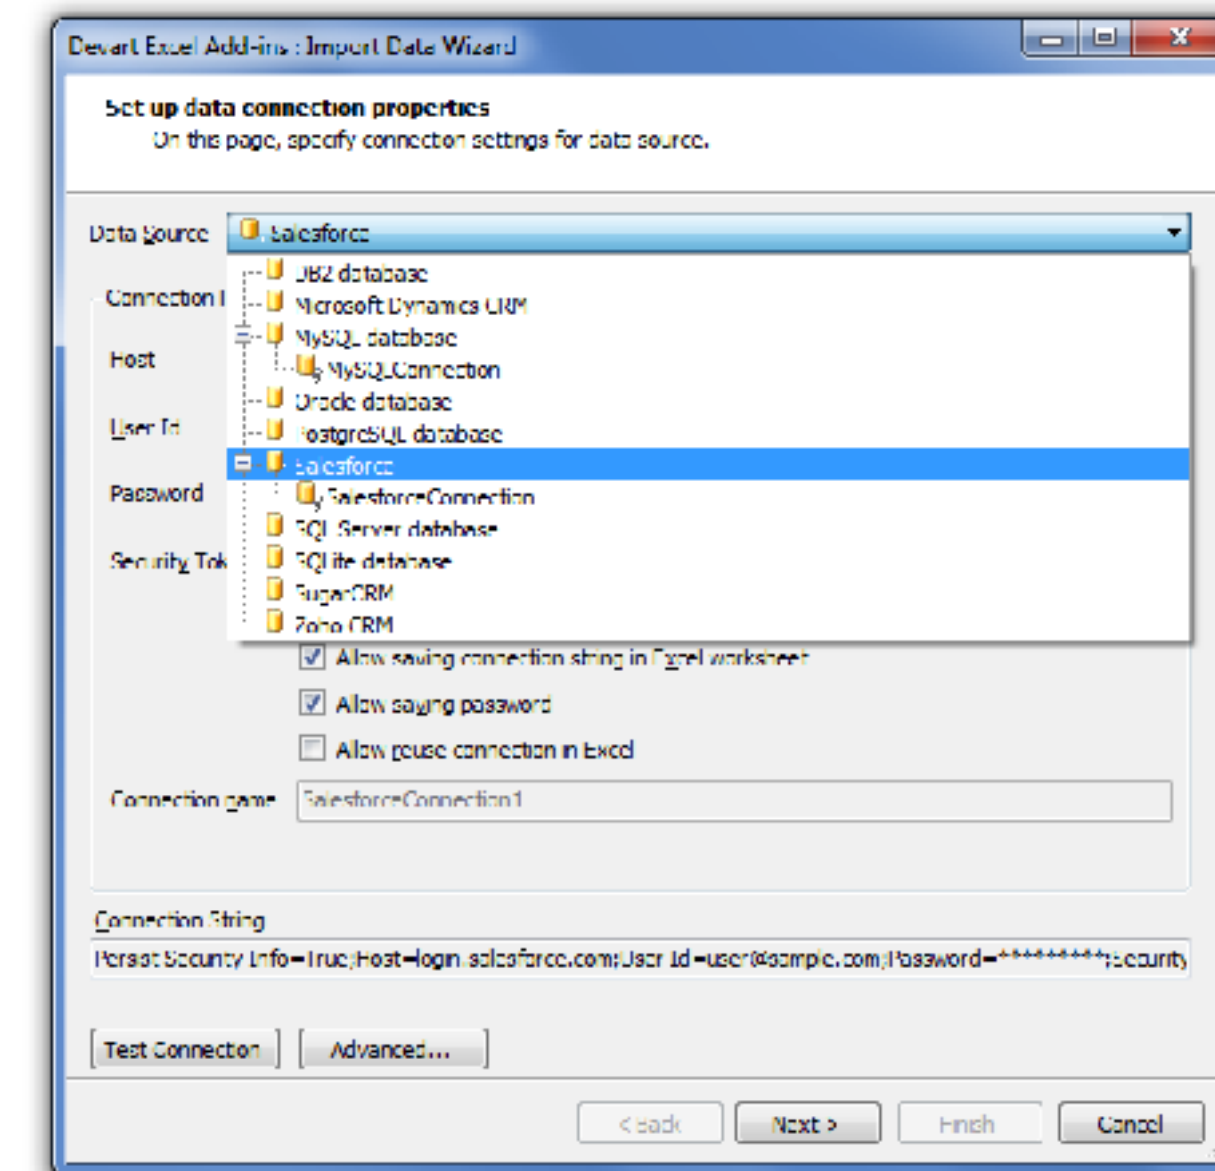 Devart Excel Add-ins : Import Data Wizard
Set up data connection properties
On this page, specify connection settings for data source.
Data Source Salesforce
DB2 database
Connection
Microsoft Dynamics CRM
MySQL database
Host
MySQLConnection
Oracle database
User Id
PostgreSQL database
Salesforce
Password
SalesforceConnection
SQL Server database
Security Tok
SQLite database
SugarCRM
Zoho CRM
Allow saving connection string in Excel worksheet
Allow saving password
Allow reuse connection in Excel
Connection name SalesforceConnection1
Connection String
Persist Security Info=True;Host=login.salesforce.com;User Id=user@sample.com;Password=*********;Security
Test Connection Advanced...
< Back Next > Finish Cancel